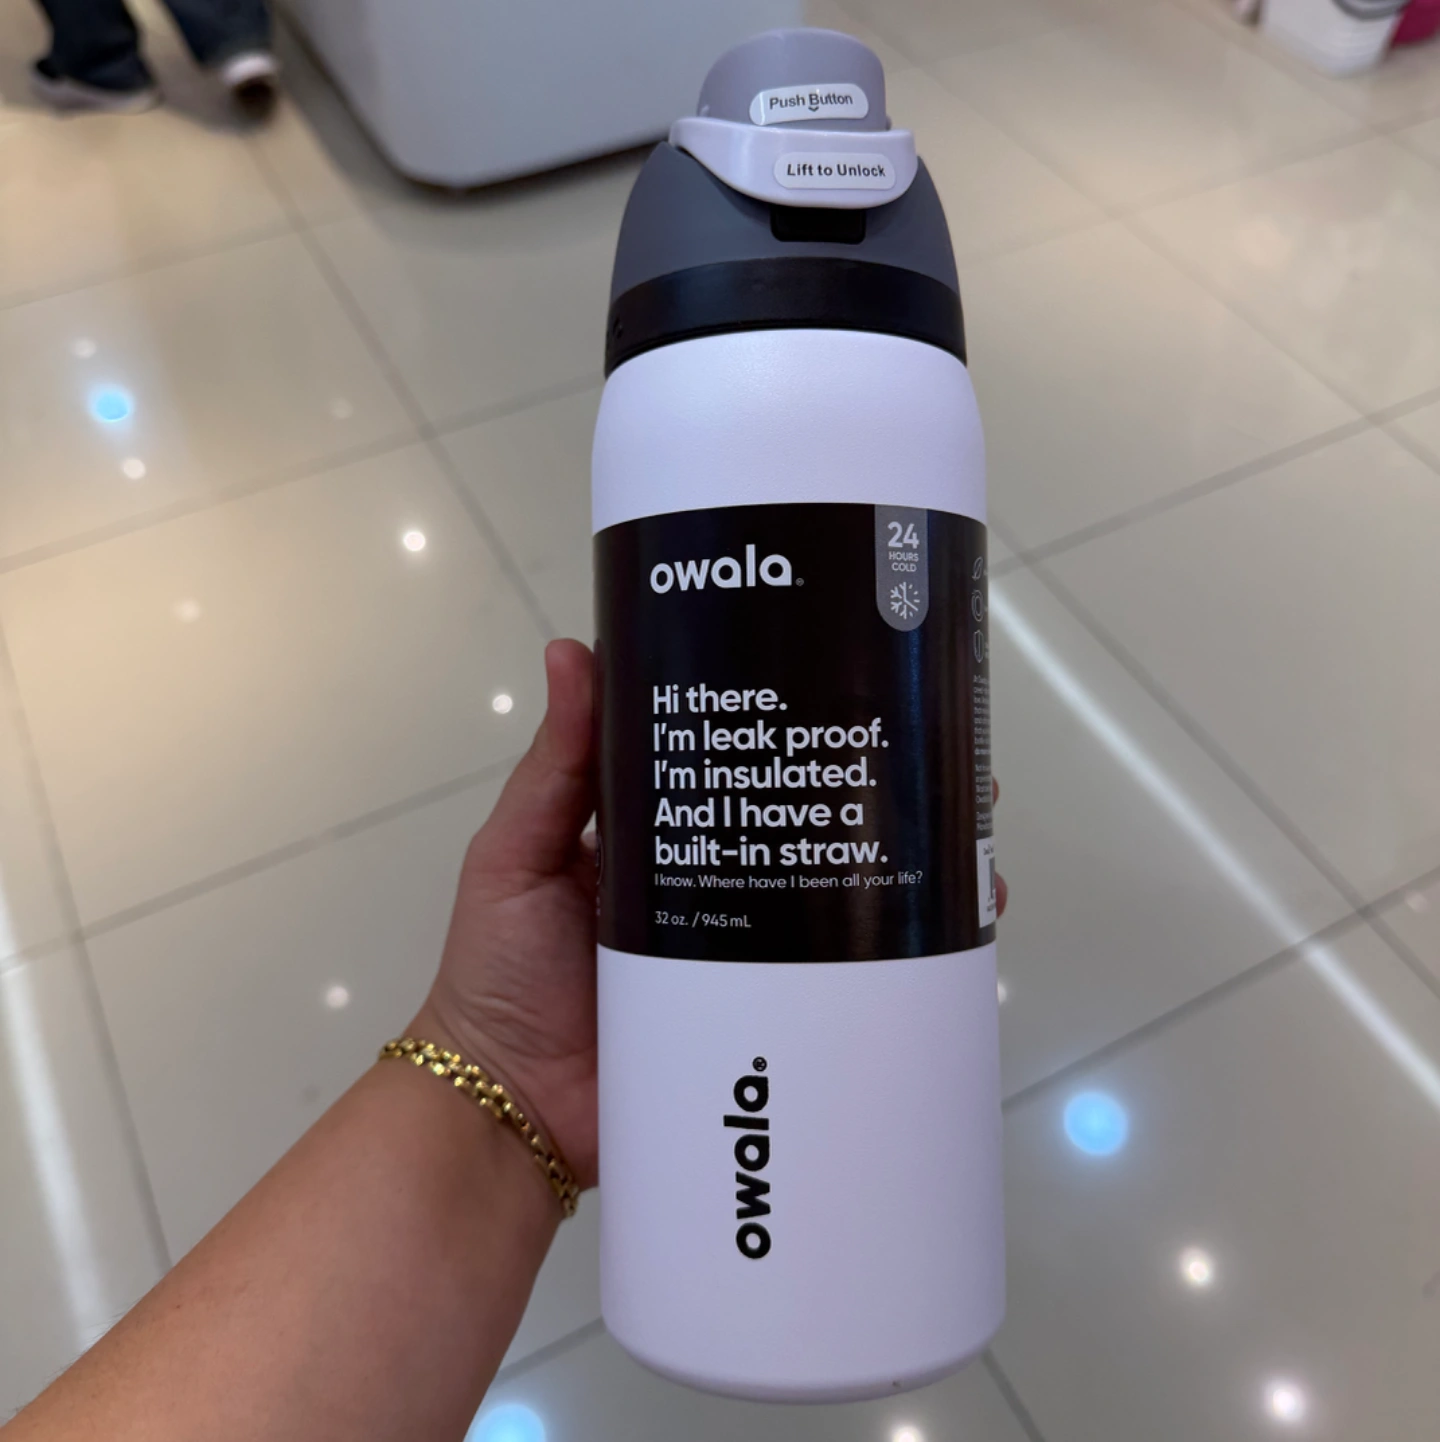 Push Button
Lift to Unlock
owala®
24
HOURS
COLD
Hi there.
I'm leak proof.
I'm insulated.
And I have a
built-in straw.
I know. Where have I been all your life?
32 oz. / 945 mL
owala®